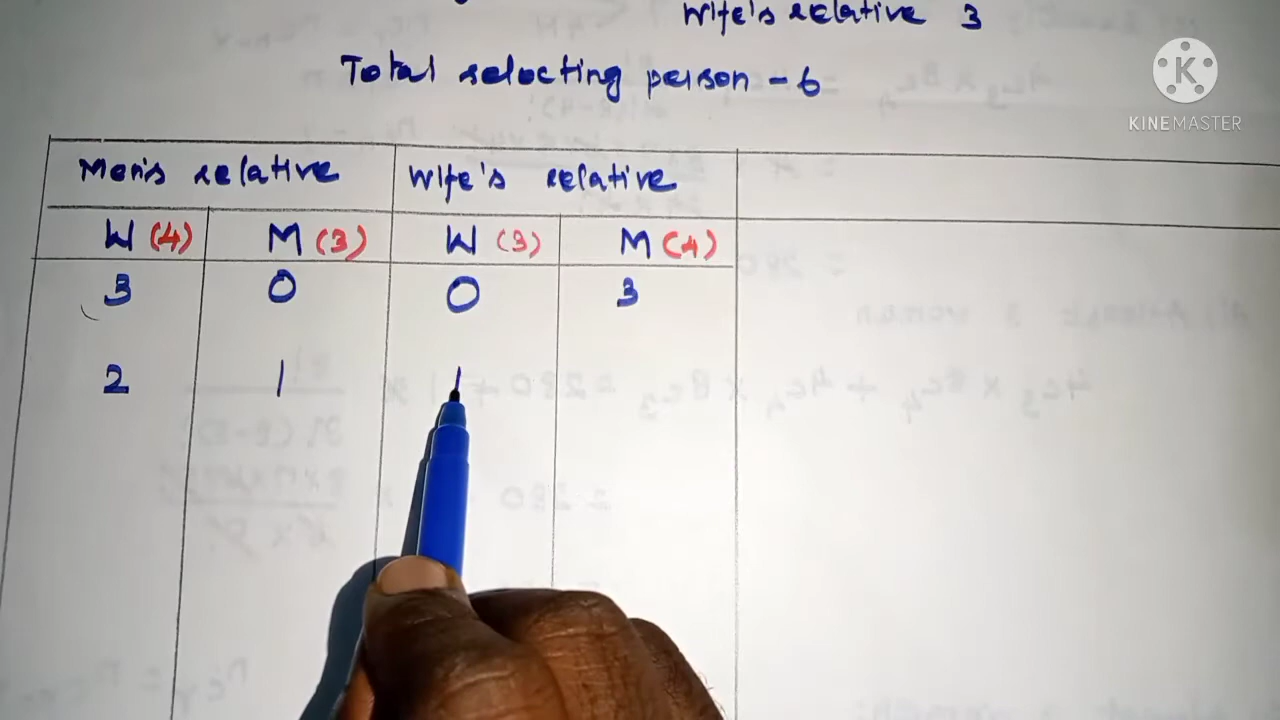 Wife's relative 3
Total selecting person - 6
KINEMASTER
Men's relative Wife's relative
W (4) M (3) W (3) M (4)
3 0 0 3
2 1 1